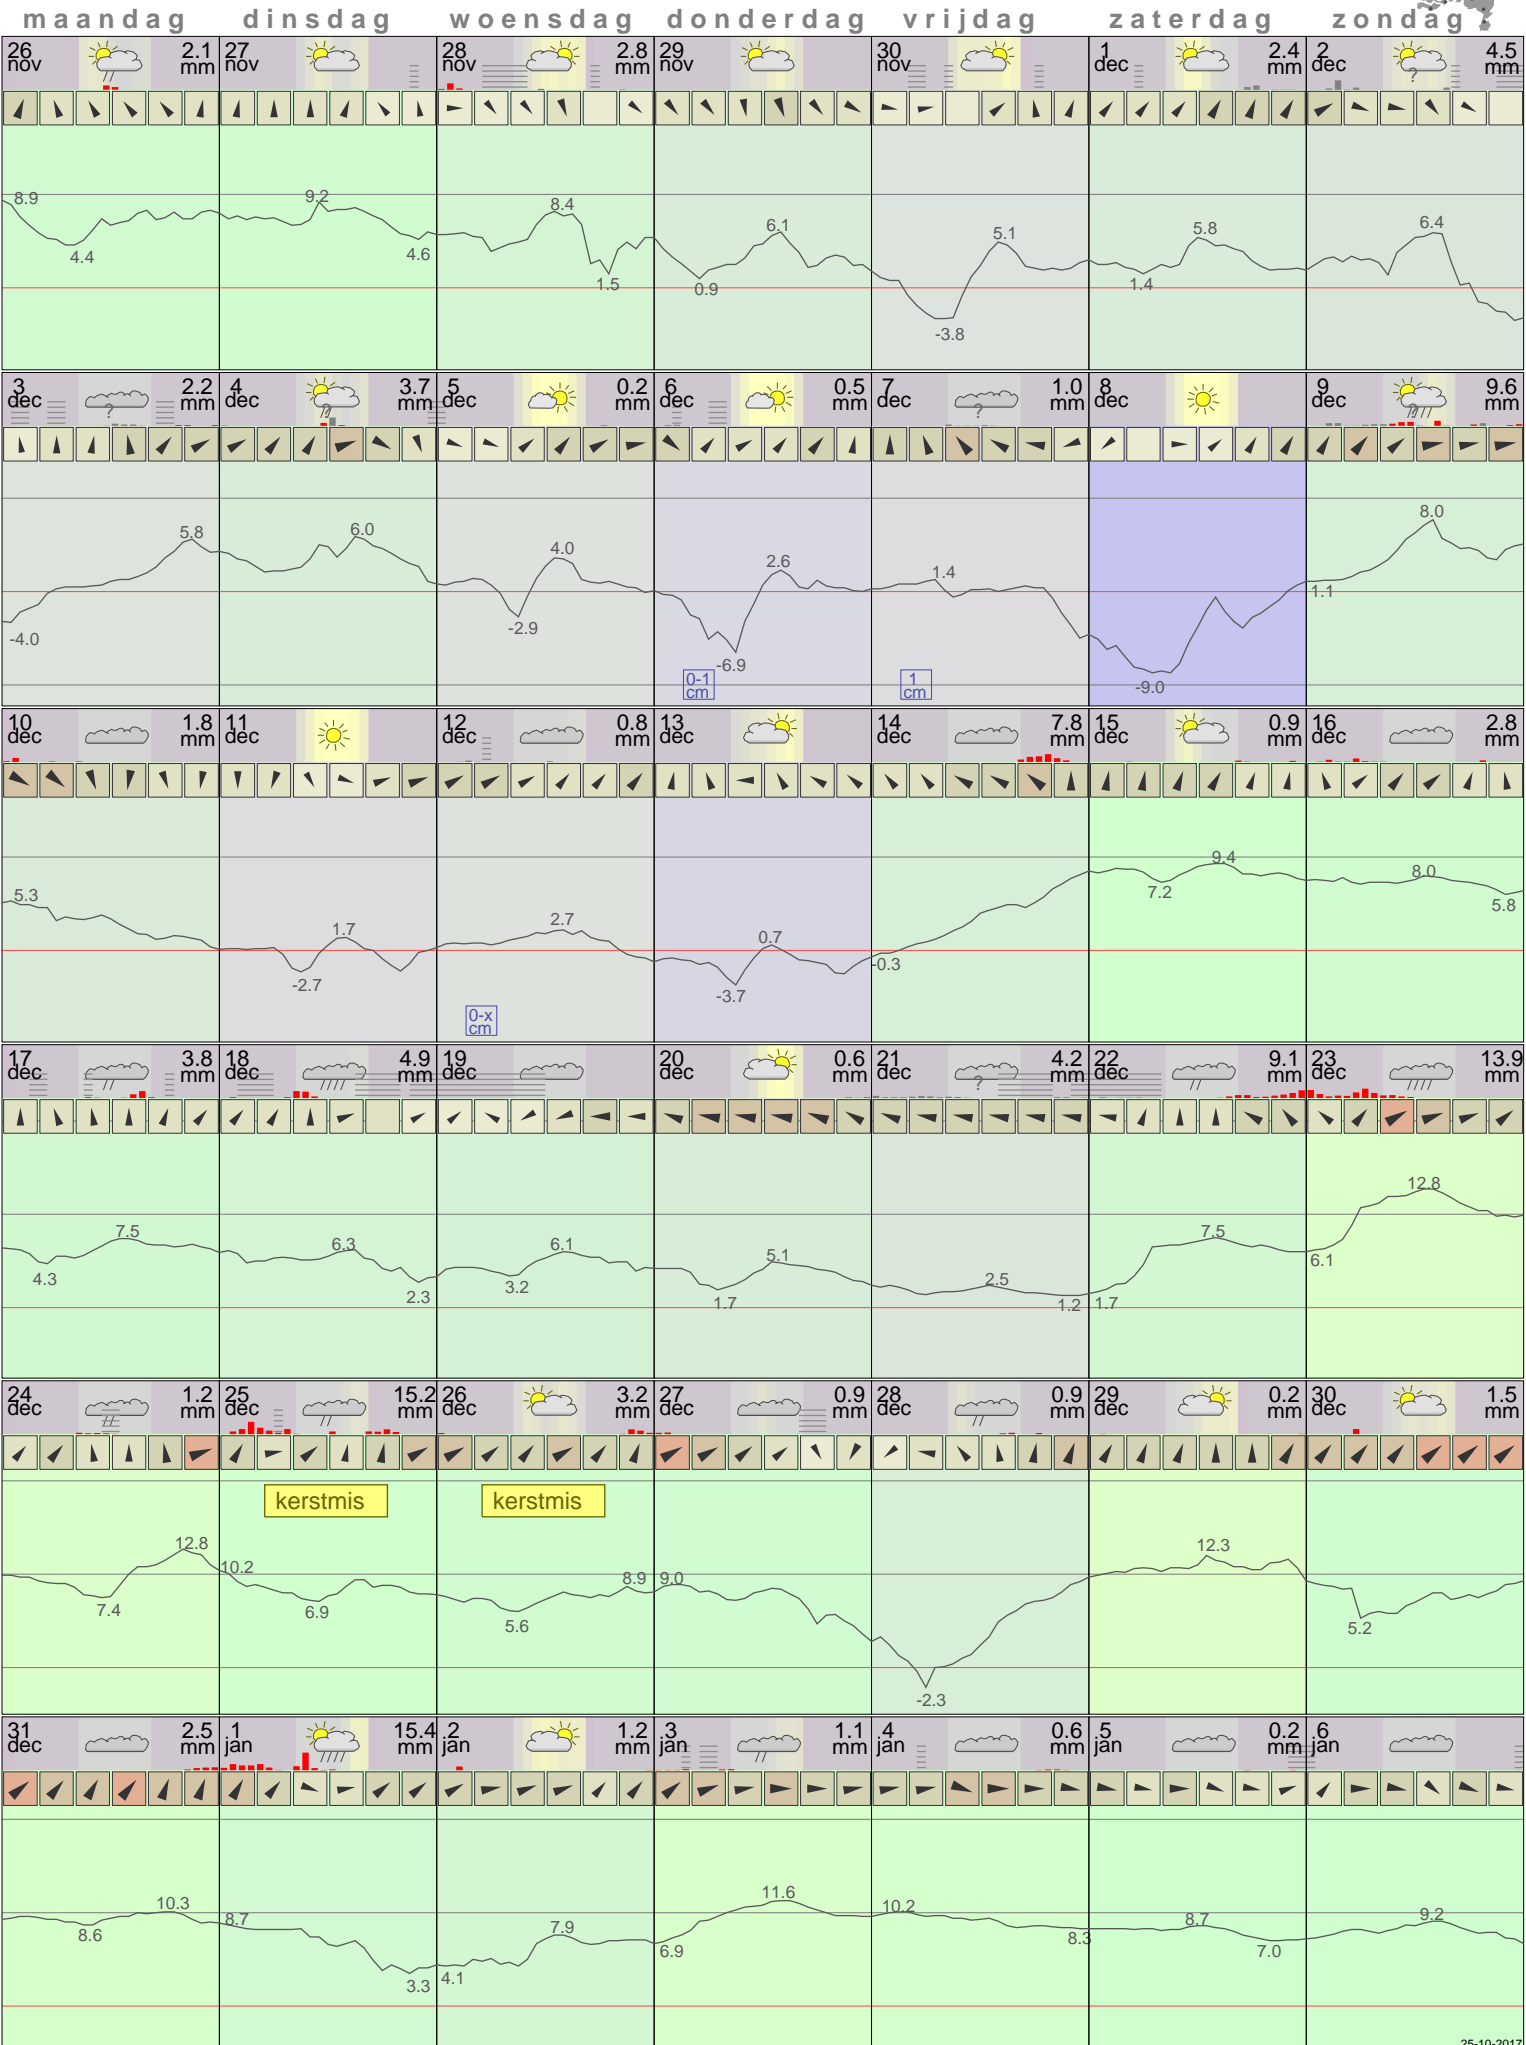 maandag dinsdag woensdag donderdag vrijdag zaterdag zondag
26 nov 2.1 mm 27 nov 28 nov 2.8 mm 29 nov 30 nov 1 dec 2.4 mm 2 dec ? 4.5 mm
8.9 4.4 9.2 4.6 8.4 1.5 0.9 6.1 -3.8 5.1 1.4 5.8 6.4
3 dec ? 2.2 mm 4 dec ? 3.7 mm 5 dec 0.2 mm 6 dec 0.5 mm 7 dec ? 1.0 mm 8 dec 9 dec ? 9.6 mm
-4.0 5.8 6.0 -2.9 4.0 -6.9 2.6 1.4 -9.0 1.1 8.0
0-1 cm 1 cm
10 dec 1.8 mm 11 dec 12 dec 0.8 mm 13 dec 14 dec 7.8 mm 15 dec 0.9 mm 16 dec 2.8 mm
5.3 -2.7 1.7 2.7 -3.7 0.7 -0.3 7.2 9.4 8.0 5.8
0-x cm
17 dec 3.8 mm 18 dec 4.9 mm 19 dec 20 dec 0.6 mm 21 dec ? 4.2 mm 22 dec 9.1 mm 23 dec 13.9 mm
4.3 7.5 6.3 2.3 3.2 6.1 1.7 5.1 2.5 1.2 1.7 7.5 6.1 12.8
24 dec 1.2 mm 25 dec 15.2 mm 26 dec 3.2 mm 27 dec 0.9 mm 28 dec 0.9 mm 29 dec 0.2 mm 30 dec 1.5 mm
kerstmis kerstmis
7.4 12.8 10.2 6.9 5.6 8.9 9.0 -2.3 12.3 5.2
31 dec 2.5 mm 1 jan 15.4 mm 2 jan 1.2 mm 3 jan 1.1 mm 4 jan 0.6 mm 5 jan 0.2 mm 6 jan
8.6 10.3 8.7 3.3 4.1 7.9 6.9 11.6 10.2 8.3 8.7 7.0 9.2
25-10-2017